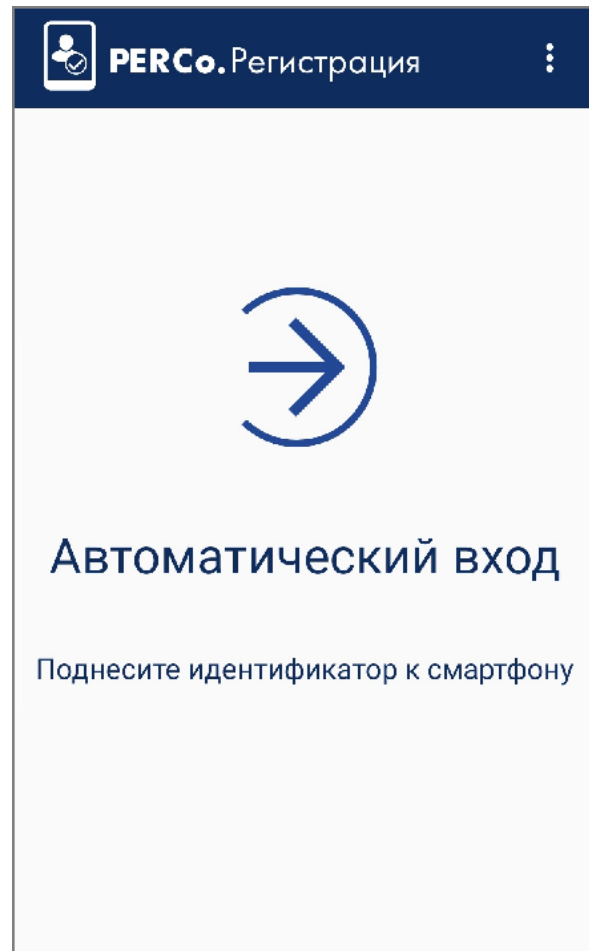 PERCo.Регистрация
Автоматический вход
Поднесите идентификатор к смартфону